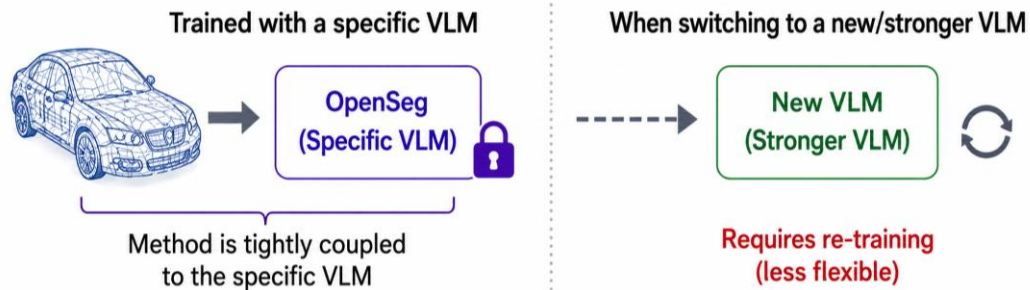 Trained with a specific VLM
OpenSeg
(Specific VLM)
Method is tightly coupled
to the specific VLM
When switching to a new/stronger VLM
New VLM
(Stronger VLM)
Requires re-training
(less flexible)